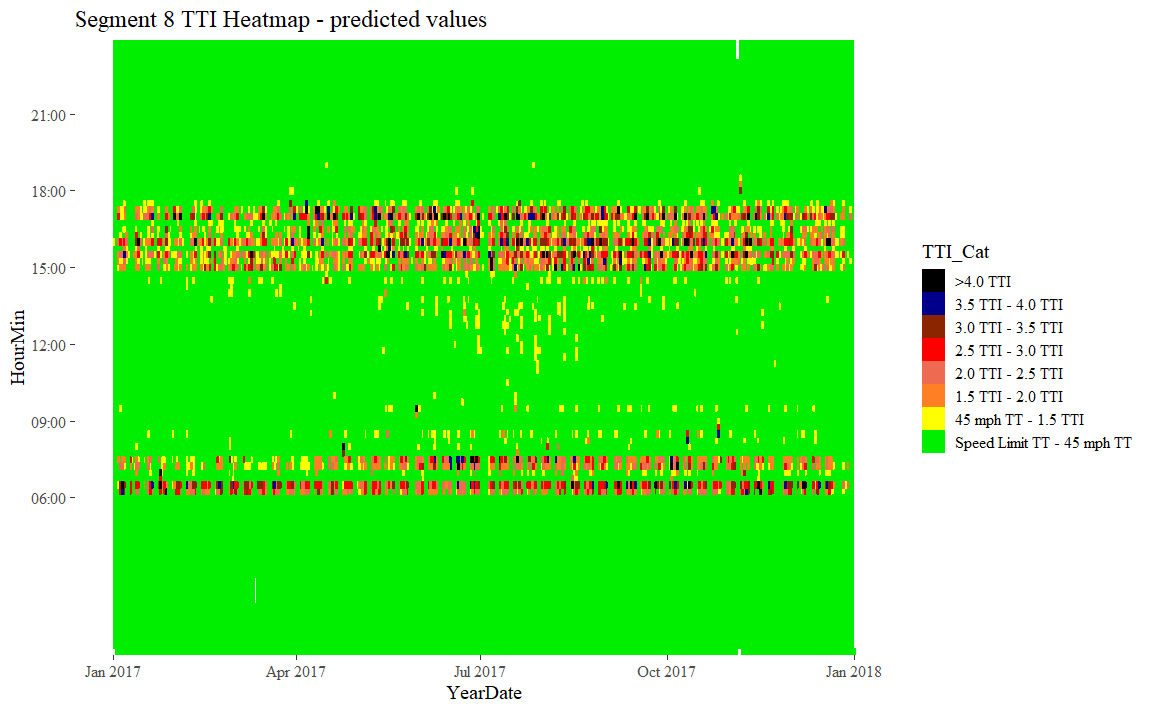 Segment 8 TTI Heatmap - predicted values
21:00
18:00
15:00
12:00
09:00
06:00
HourMin
Jan 2017
Apr 2017
Jul 2017
Oct 2017
Jan 2018
YearDate
TTI_Cat
>4.0 TTI
3.5 TTI - 4.0 TTI
3.0 TTI - 3.5 TTI
2.5 TTI - 3.0 TTI
2.0 TTI - 2.5 TTI
1.5 TTI - 2.0 TTI
45 mph TT - 1.5 TTI
Speed Limit TT - 45 mph TT